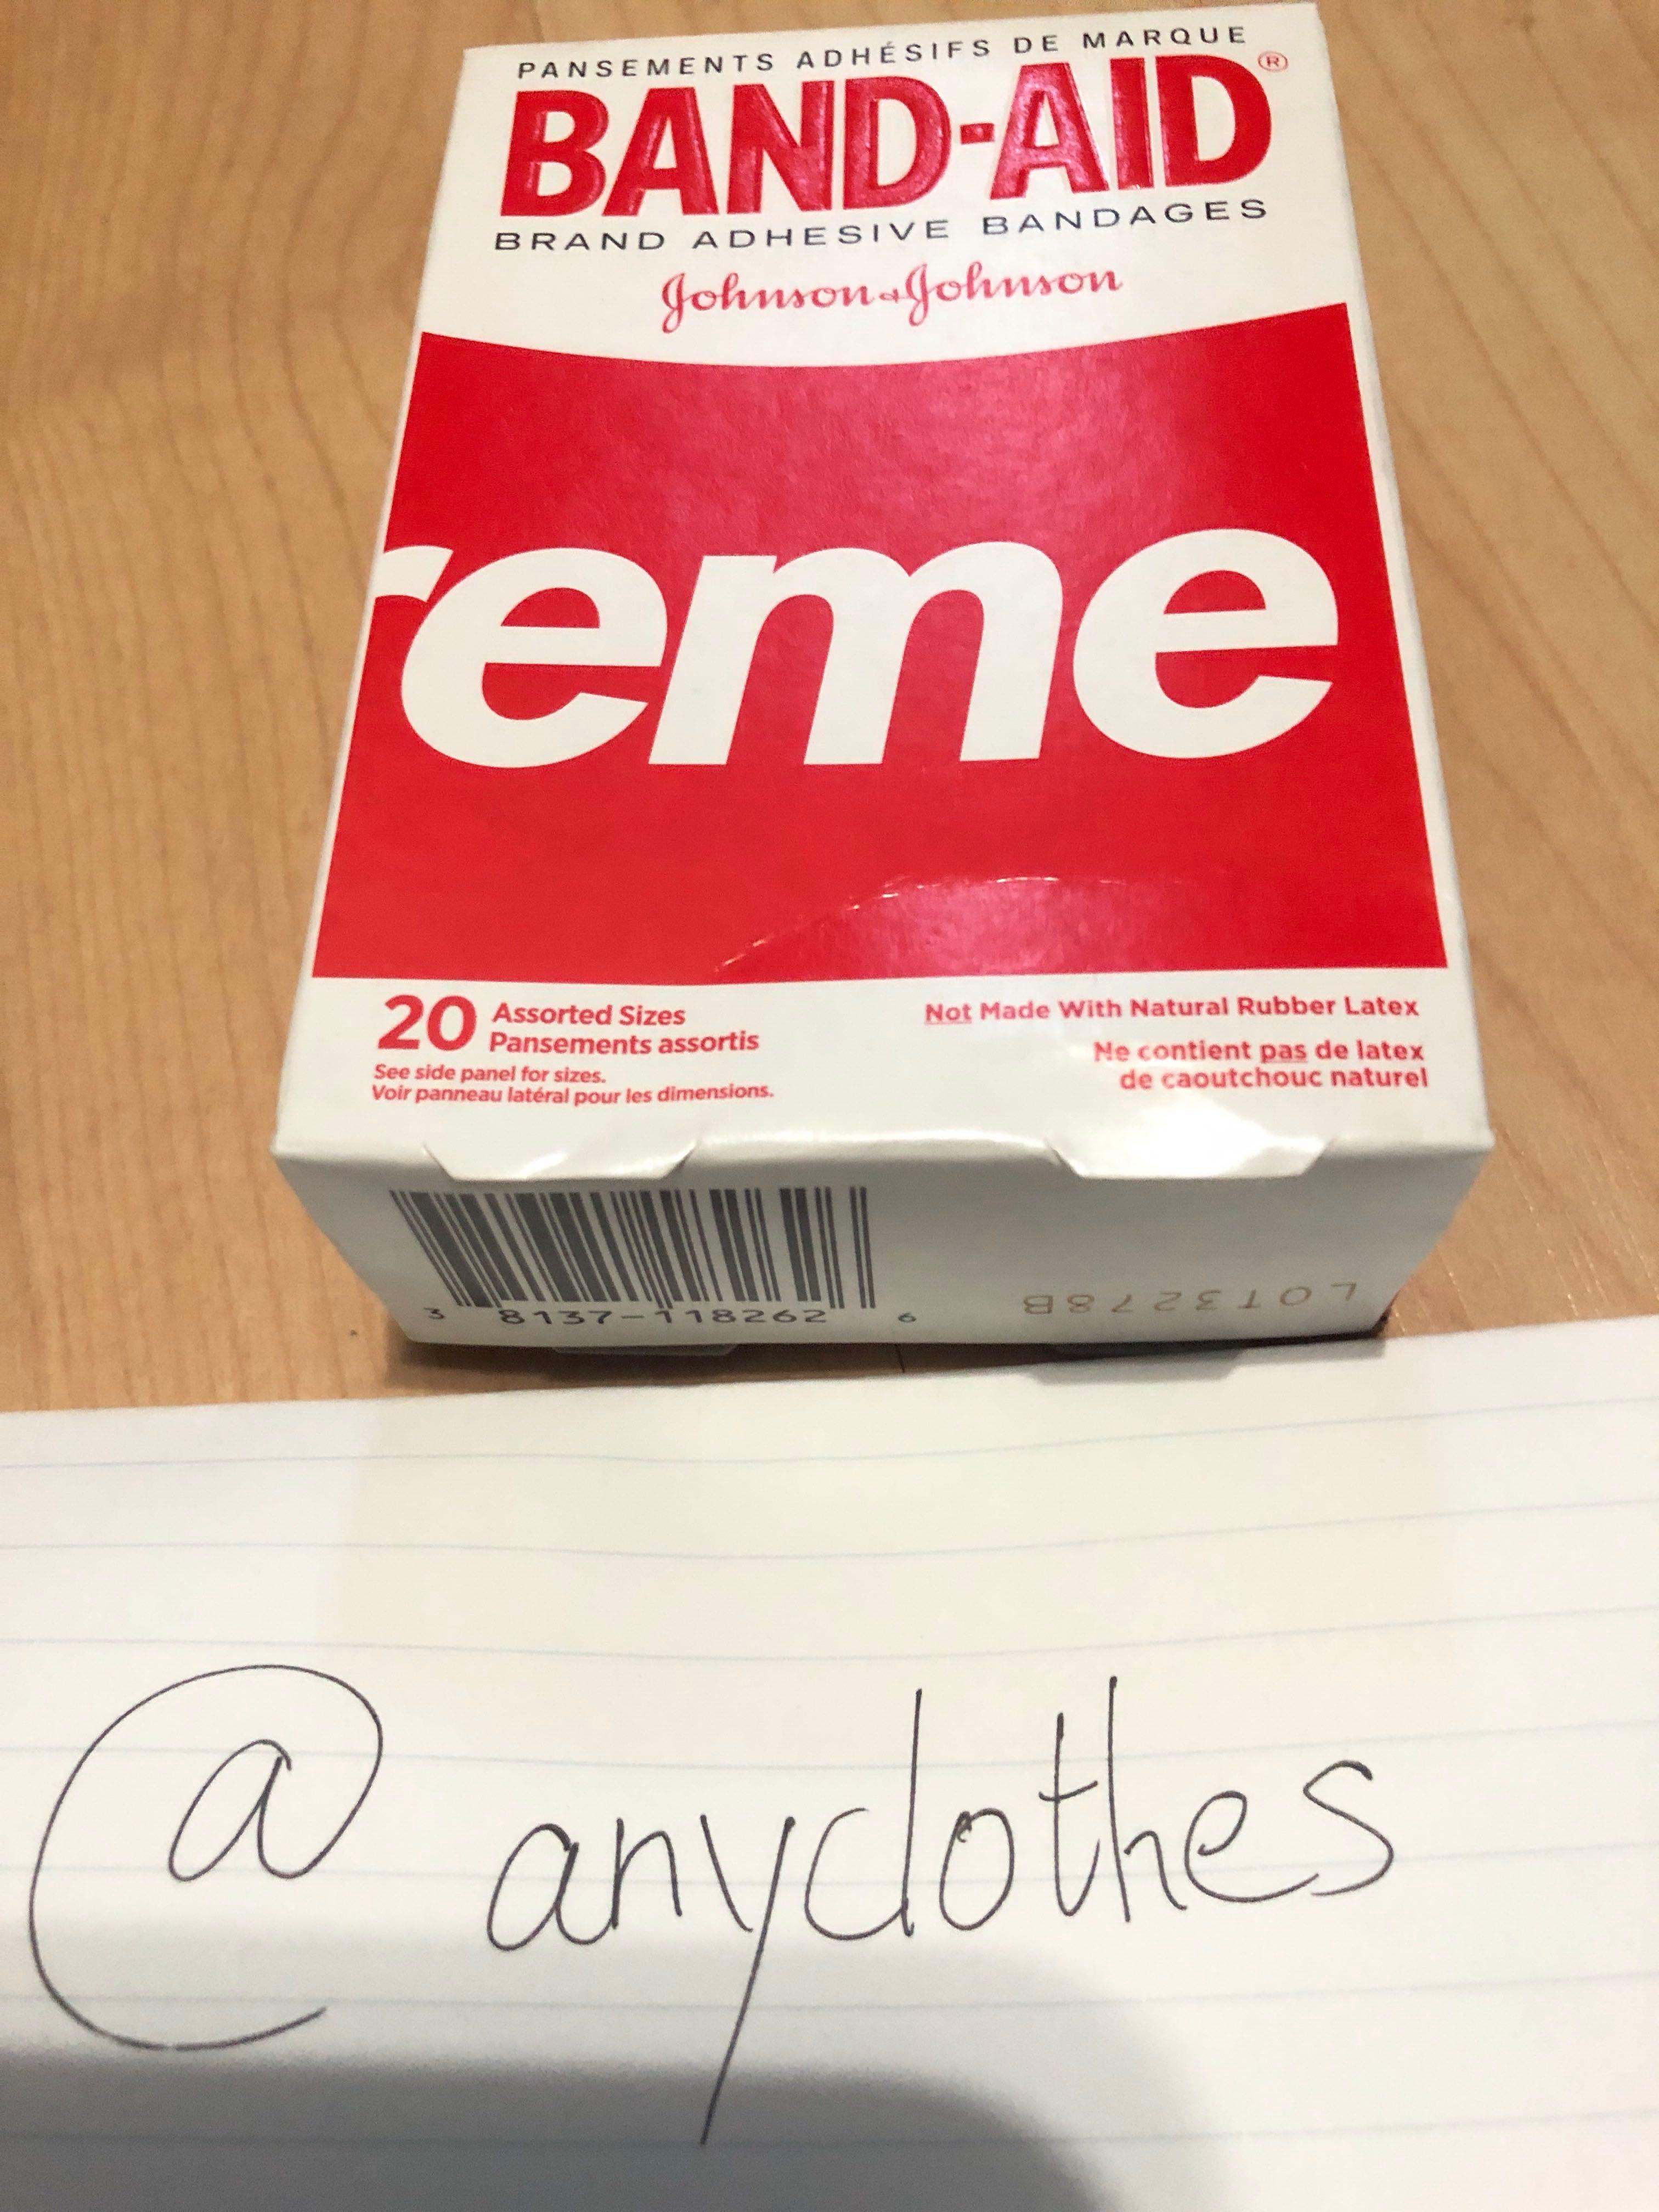 PANSEMENTS ADHÉSIFS DE MARQUE
BAND-AID®
BRAND ADHESIVE BANDAGES
Johnson & Johnson
reme
20 Assorted Sizes
Pansements assortis
See side panel for sizes.
Voir panneau latéral pour les dimensions.
Not Made With Natural Rubber Latex
Ne contient pas de latex
de caoutchouc naturel
3 8137-118262 6
LOT3278B
@anyclothes